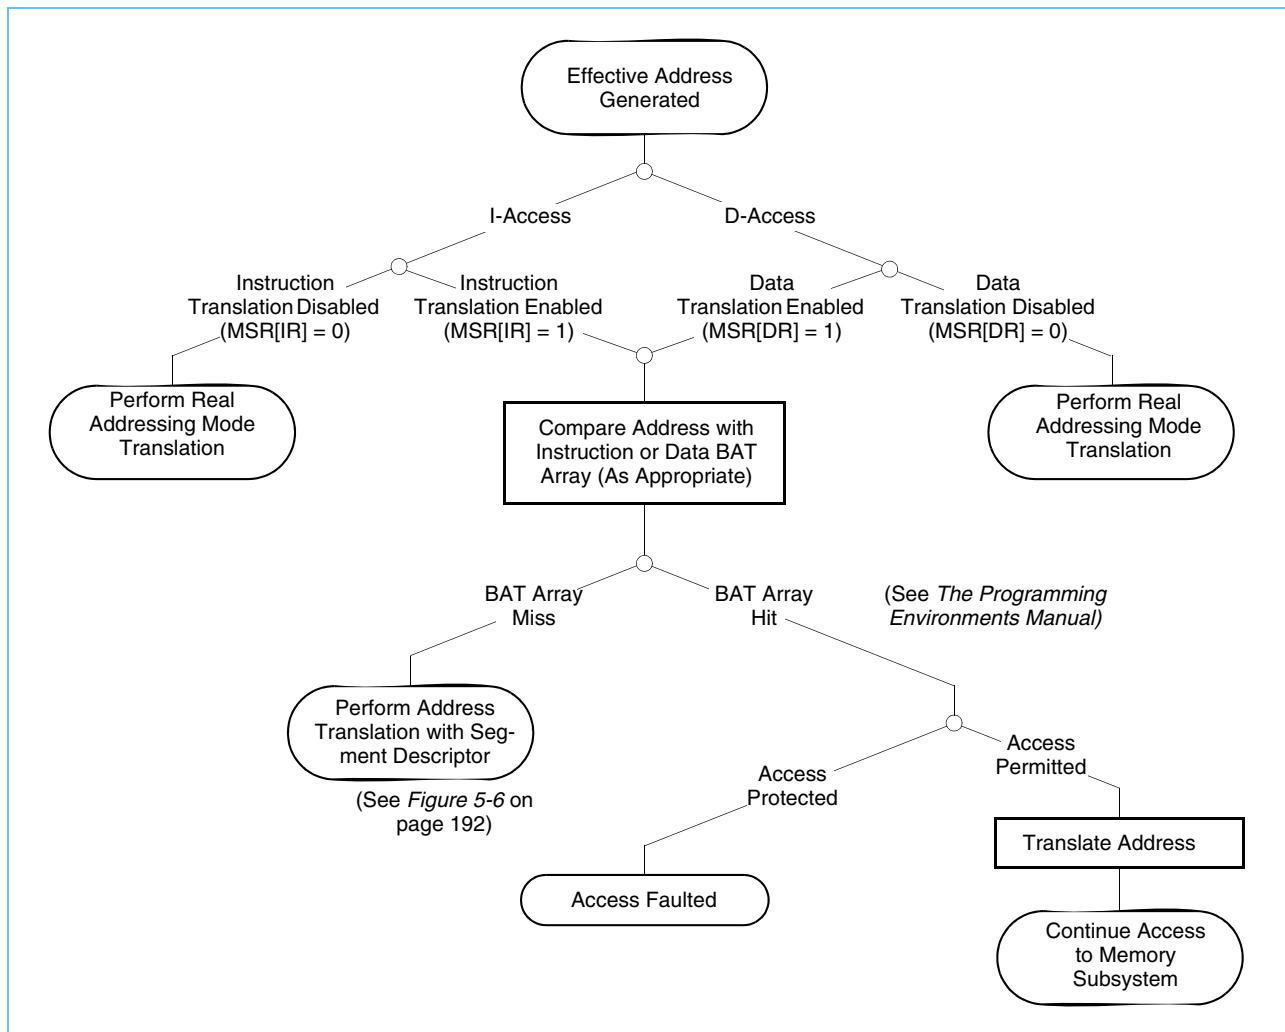 Effective Address
Generated
I-Access
D-Access
Instruction
Translation Disabled
(MSR[IR] = 0)
Instruction
Translation Enabled
(MSR[IR] = 1)
Data
Translation Enabled
(MSR[DR] = 1)
Data
Translation Disabled
(MSR[DR] = 0)
Perform Real
Addressing Mode
Translation
Compare Address with
Instruction or Data BAT
Array (As Appropriate)
Perform Real
Addressing Mode
Translation
BAT Array
Miss
BAT Array
Hit
(See The Programming
Environments Manual)
Perform Address
Translation with Seg-
ment Descriptor
(See Figure 5-6 on
page 192)
Access
Protected
Access
Permitted
Translate Address
Access Faulted
Continue Access
to Memory
Subsystem